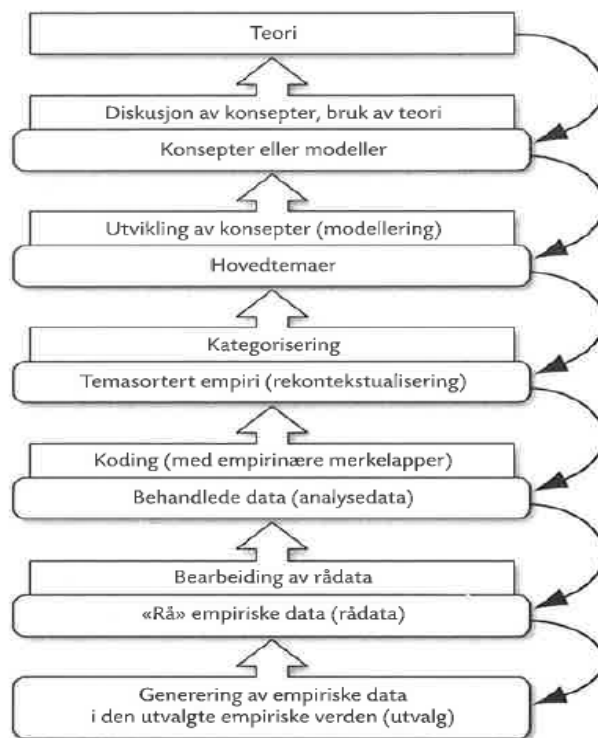 Teori
Diskusjon av konsepter, bruk av teori
Konsepter eller modeller
Utvikling av konsepter (modellering)
Hovedtemaer
Kategorisering
Temasortert empiri (rekontekstualisering)
Koding (med empirinære merkelapper)
Behandlede data (analysedata)
Bearbeiding av rådata
«Rå» empiriske data (rådata)
Generering av empiriske data
i den utvalgte empiriske verden (utvalg)